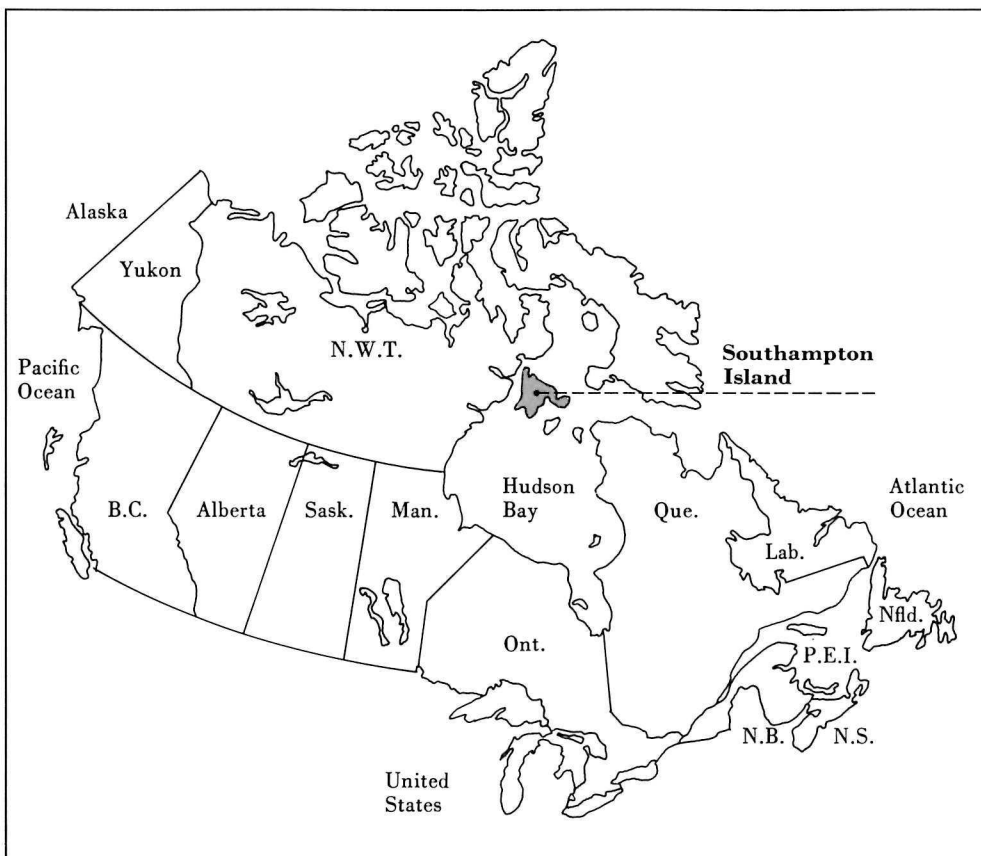 Alaska
Yukon
N.W.T.
Pacific
Ocean
Southampton
Island
B.C.
Alberta
Sask.
Man.
Hudson
Bay
Que.
Atlantic
Ocean
Lab.
Nfld.
Ont.
P.E.I.
N.B.
N.S.
United
States